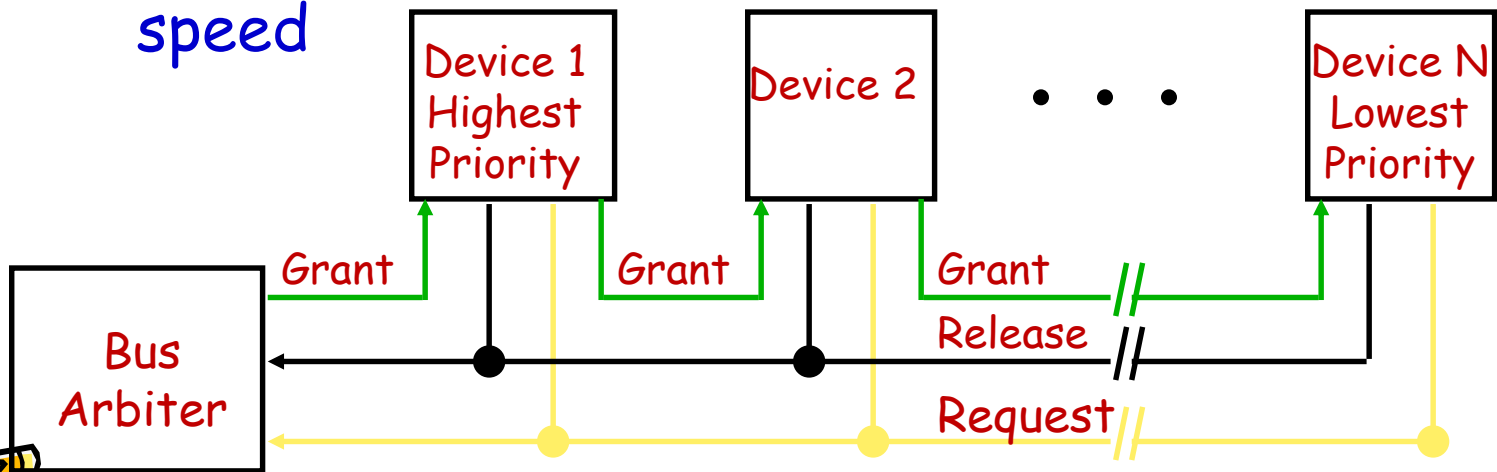 speed
Device 1
Highest
Priority
Device 2
Device N
Lowest
Priority
Grant
Grant
Grant
Release
Bus
Arbiter
Request